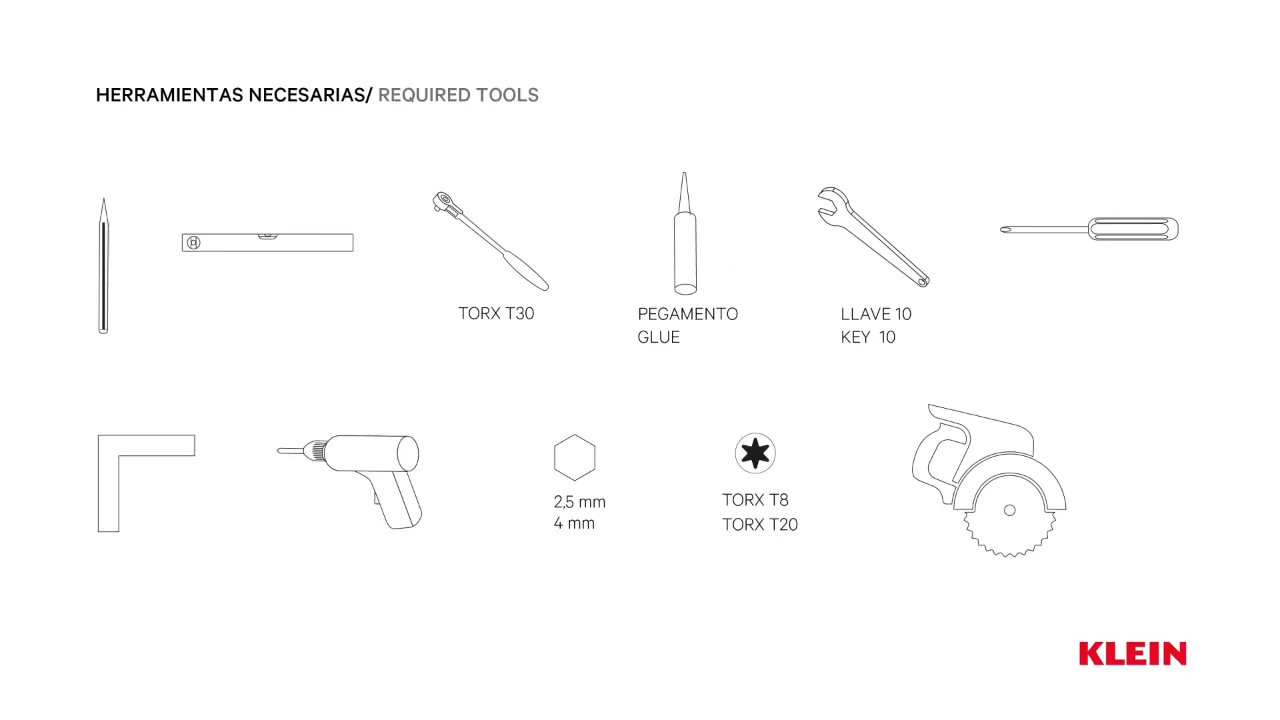 HERRAMIENTAS NECESARIAS/ REQUIRED TOOLS
TORX T30
PEGAMENTO
GLUE
LLAVE 10
KEY 10
2,5 mm
4 mm
TORX T8
TORX T20
KLEIN